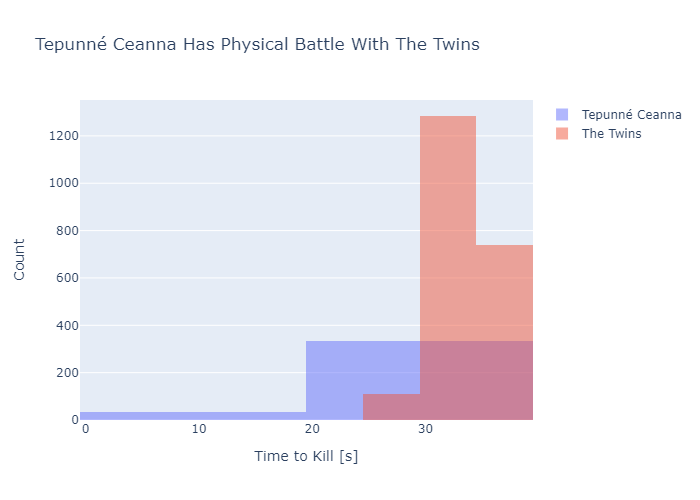 Tepunné Ceanna Has Physical Battle With The Twins
Tepunné Ceanna
The Twins
1200
1000
800
600
400
200
0
Count
0 10 20 30
Time to Kill [s]